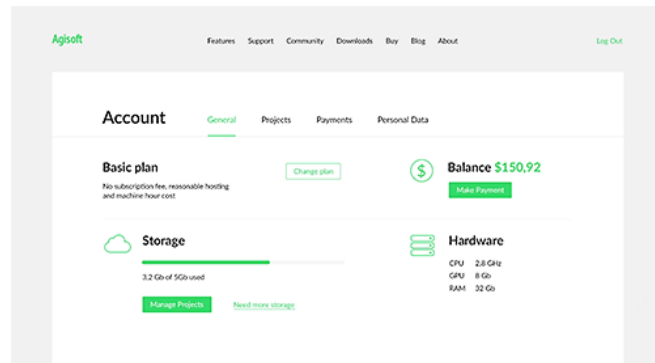 Agisoft
Features Support Community Downloads Buy Blog About
Log Out
Account
General Projects Payments Personal Data
Basic plan
No subscription fee, reasonable hosting
and machine hour cost
Change plan
Balance $150,92
Make Payment
Storage
3.2 Gb of 5Gb used
Manage Projects Need more storage
Hardware
CPU 2.8 GHz
GPU 8 Gb
RAM 32 Gb